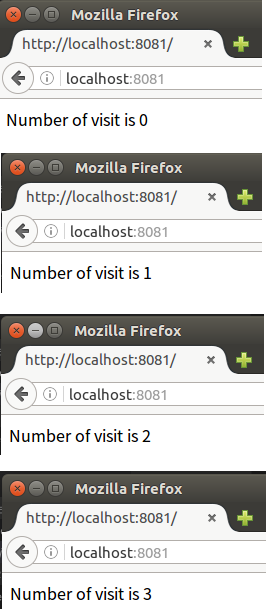 Mozilla Firefox
http://localhost:8081/
localhost:8081
Number of visit is 0
Mozilla Firefox
http://localhost:8081/
localhost:8081
Number of visit is 1
Mozilla Firefox
http://localhost:8081/
localhost:8081
Number of visit is 2
Mozilla Firefox
http://localhost:8081/
localhost:8081
Number of visit is 3